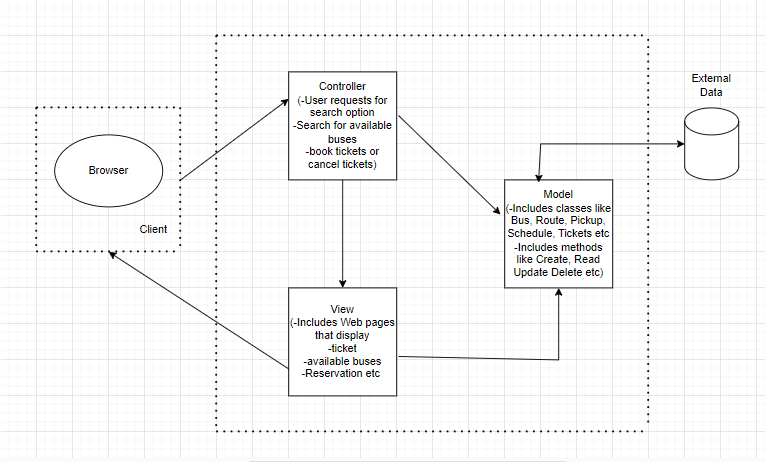 Controller
(-User requests for
search option
-Search for available
buses
-book tickets or
cancel tickets)
External
Data
Browser
Client
Model
(-Includes classes like
Bus, Route, Pickup,
Schedule, Tickets etc
-Includes methods
like Create, Read
Update Delete etc)
View
(-Includes Web pages
that display
-ticket
-available buses
-Reservation etc